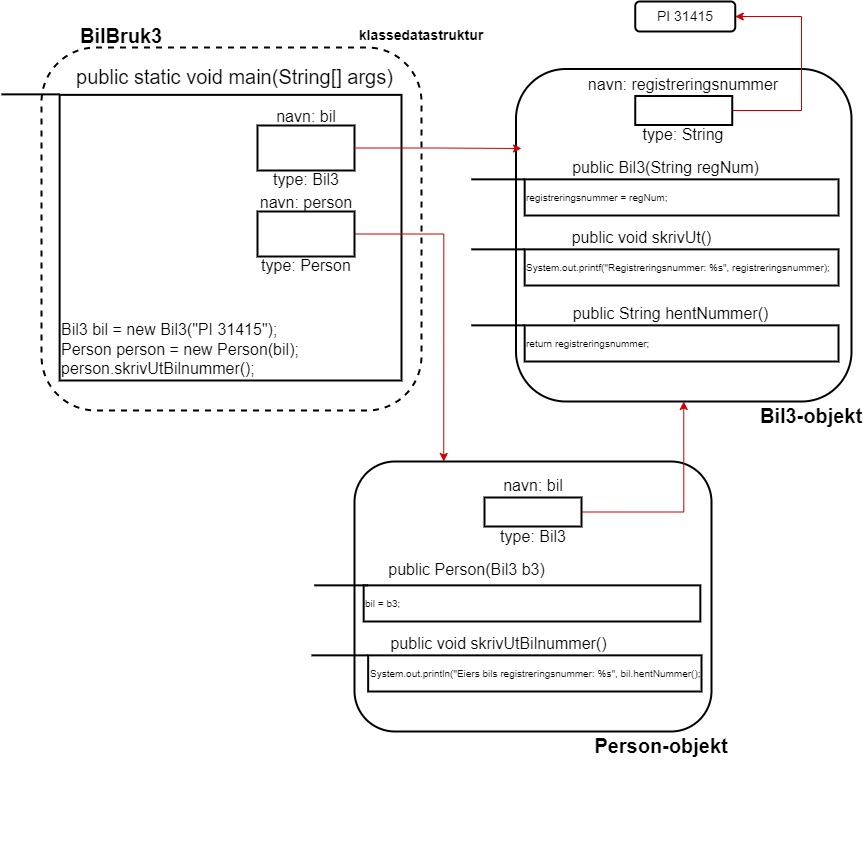 BilBruk3
klassedatastruktur
public static void main(String[] args)
navn: bil
type: Bil3
navn: person
type: Person
Bil3 bil = new Bil3("PI 31415");
Person person = new Person(bil);
person.skrivUtBilnummer();
PI 31415
navn: registreringsnummer
type: String
public Bil3(String regNum)
registreringsnummer = regNum;
public void skrivUt()
System.out.printf("Registreringsnummer: %s", registreringsnummer);
public String hentNummer()
return registreringsnummer;
Bil3-objekt
navn: bil
type: Bil3
public Person(Bil3 b3)
bil = b3;
public void skrivUtBilnummer()
System.out.println("Eiers bils registreringsnummer: %s", bil.hentNummer();
Person-objekt